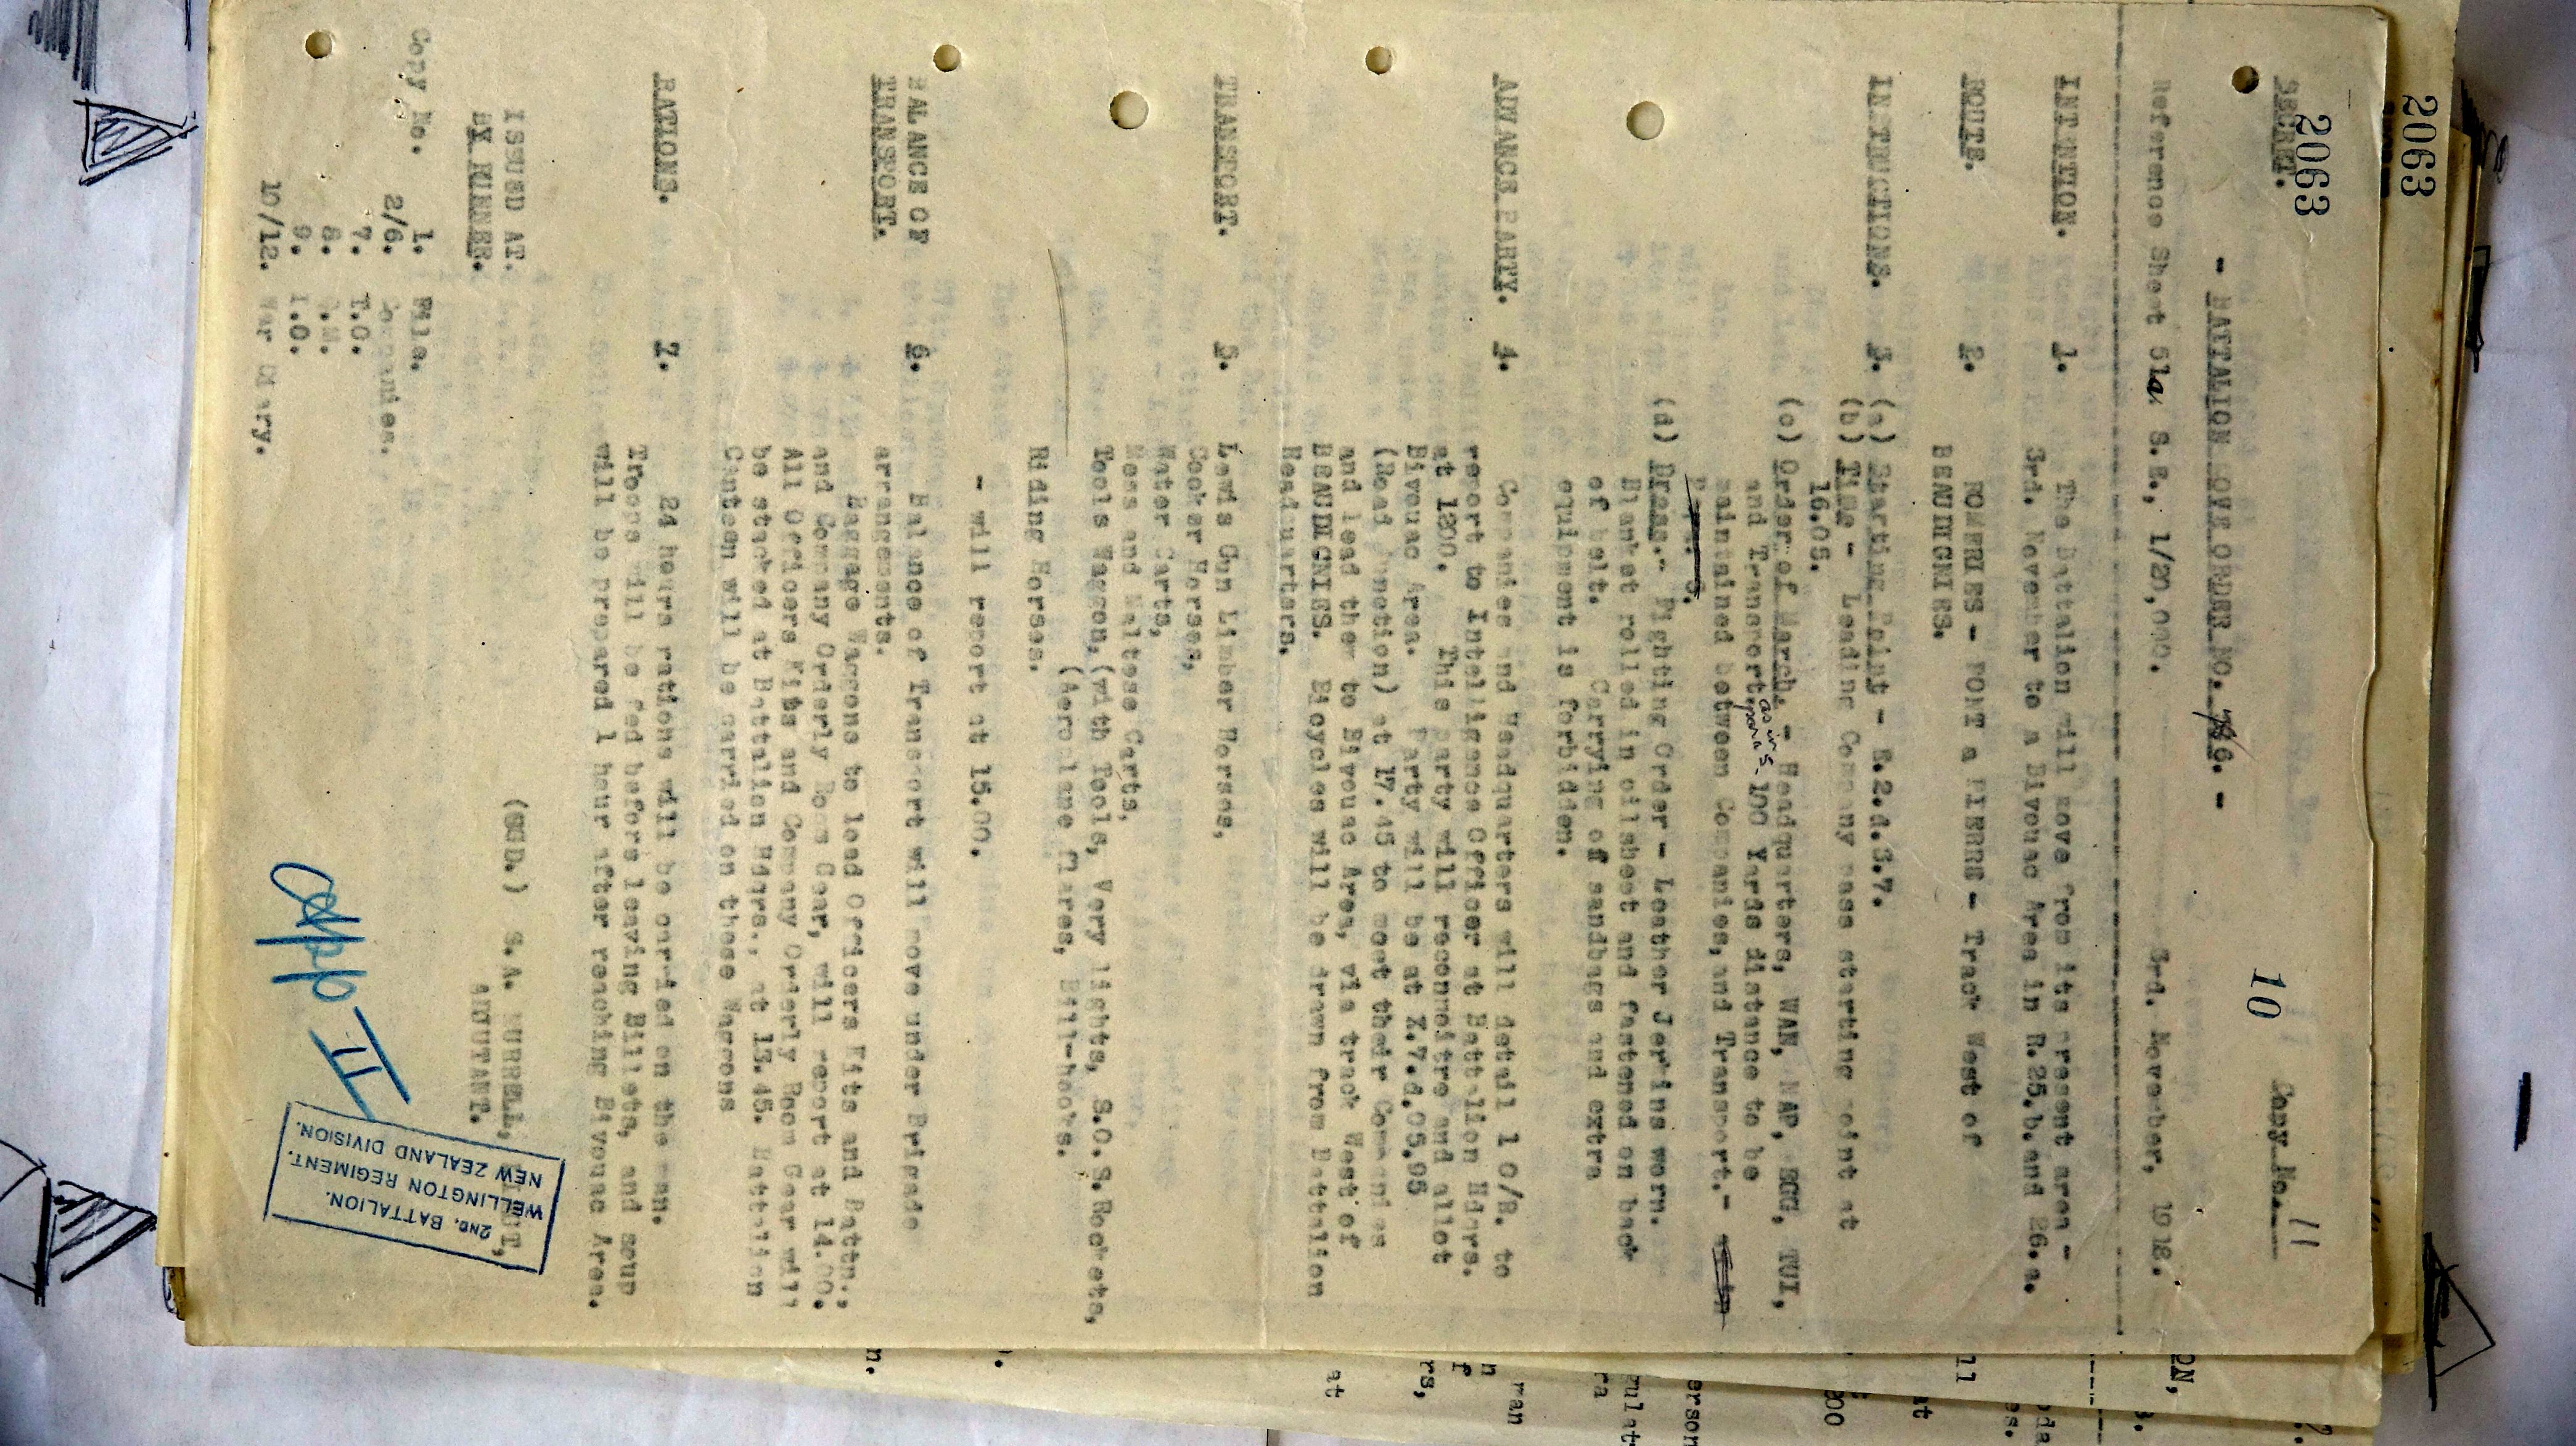 2063
2063
SECRET.
10
Copy No. 11
- BATTALION MOVE ORDER NO. 6. -
Reference Sheet 51a S.E., 1/20,000.
3rd. November, 1918.
INTENTION. 1. The Battalion will move from its present area -
3rd. November to a Bivouac Area in R.25.b.and 26.a.
ROUTE. 2. ROMERIES - PONT a PIERRE - Track West of
BEAUDIGNIES.
INSTRUCTIONS. 3. (a) Starting Point - E.2.d.3.7.
(b) Time - Leading Company pass starting point at
16.05.
(c) Order of March. - Headquarters, WAN, NAP, EGG, TUI,
and Transport, as in para 5 - 100 Yards distance to be
maintained between Companies, and Transport. -
(d) Dress. - Fighting Order - Leather Jerkins worn.
Blanket rolled in oilsheet and fastened on back
of belt. Carrying of sandbags and extra
equipment is forbidden.
ADVANCE PARTY. 4. Companies and Headquarters will detail 1 O/R. to
report to Intelligence Officer at Battalion Hdqrs.
at 1200. This party will reconnoitre and allot
Bivouac Area. Party will be at X.7.d.05.95
(Road Junction) at 17.45 to meet their Companies
and lead them to Bivouac Area, via track West of
BEAUDIGNIES. Bicycles will be drawn from Battalion
Headquarters.
TRANSPORT. 5. Lewis Gun Limber Horses,
Cooker Horses,
Water Carts,
Mess and Maltese Carts,
Tools Waggon, (with Tools, Very lights, S.O.S. Rockets,
(Aeroplane flares, Bill-hooks.
Riding Horses.
- will report at 15.00.
BALANCE OF
TRANSPORT. 6. Balance of Transport will move under Brigade
arrangements.
Baggage Waggons to load Officers Kits and Battn.,
and Company Orderly Room Gear, will report at 14.00.
All Officers Kits and Company Orderly Room Gear will
be stacked at Battalion Hdqrs., at 13.45. Battalion
Canteen will be carried on these Waggons
RATIONS. 7. 24 hours rations will be carried on the man.
Troops will be fed before leaving Billets, and soup
will be prepared 1 hour after reaching Bivouac Area.
ISSUED AT.
BY RUNNER.
(SGD.) S.A. MURRELL,
ADJUTANT.
Copy No. 1. File.
2/6. Companies.
7. T.O.
8. Q.M.
9. I.O.
10/12. War Diary.
App II
2ND. BATTALION.
WELLINGTON REGIMENT.
NEW ZEALAND DIVISION.